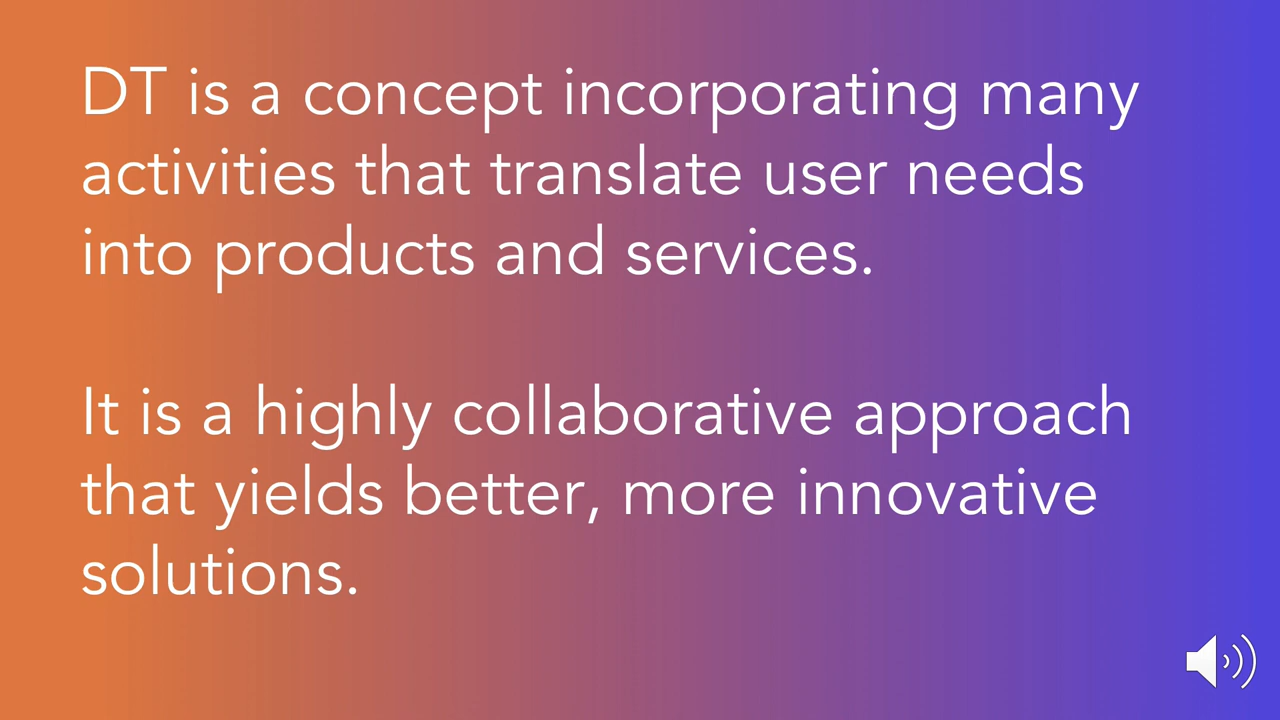 DT is a concept incorporating many
activities that translate user needs
into products and services.
It is a highly collaborative approach
that yields better, more innovative
solutions.